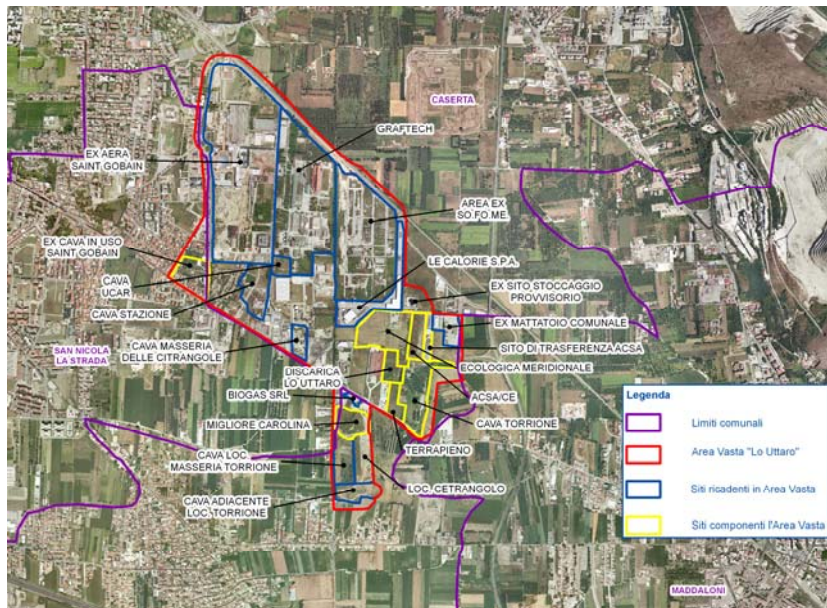 CASERTA
GRAFTECH
EX AERA
SAINT GOBAIN
AREA EX
SO.FO.ME.
EX CAVA IN USO
SAINT GOBAIN
LE CALORIE S.P.A.
CAVA
UCAR
EX SITO STOCCAGGIO
PROVVISORIO
CAVA STAZIONE
EX MATTATOIO COMUNALE
CAVA MASSERIA
DELLE CITRANGOLE
SITO DI TRASFERENZA ACSA
SAN NICOLA
LA STRADA
ECOLOGICA MERIDIONALE
DISCARICA
LO UTTARO
BIOGAS SRL
ACSA/CE
MIGLIORE CAROLINA
CAVA TORRIONE
TERRAPIENO
CAVA LOC.
MASSERIA TORRIONE
LOC. CETRANGOLO
CAVA ADIACENTE
LOC. TORRIONE
Legenda
Limiti comunali
Area Vasta "Lo Uttaro"
Siti ricadenti in Area Vasta
Siti componenti l'Area Vasta
MADDALONI